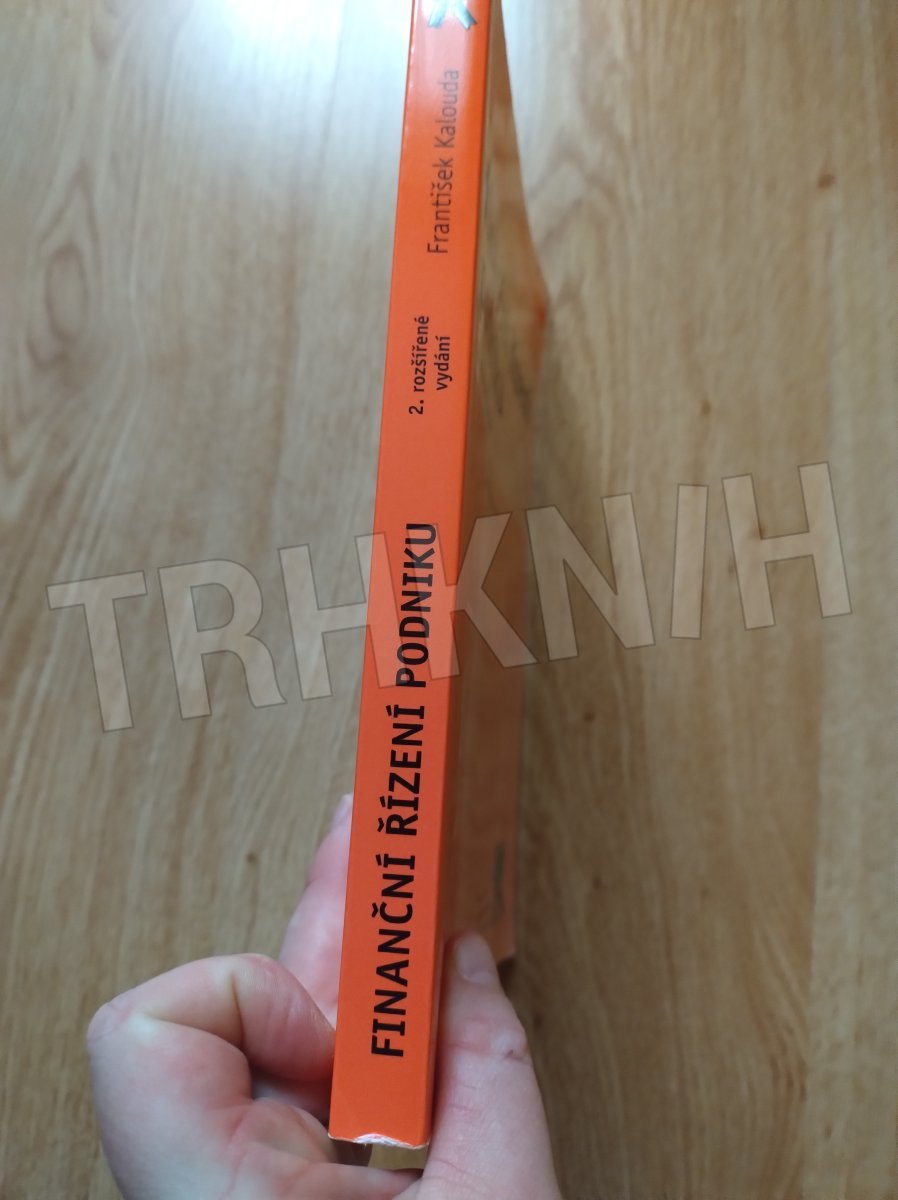 František Kalouda
2. rozšířené
vydání
FINANČNÍ ŘÍZENÍ PODNIKU
TRHKNIH